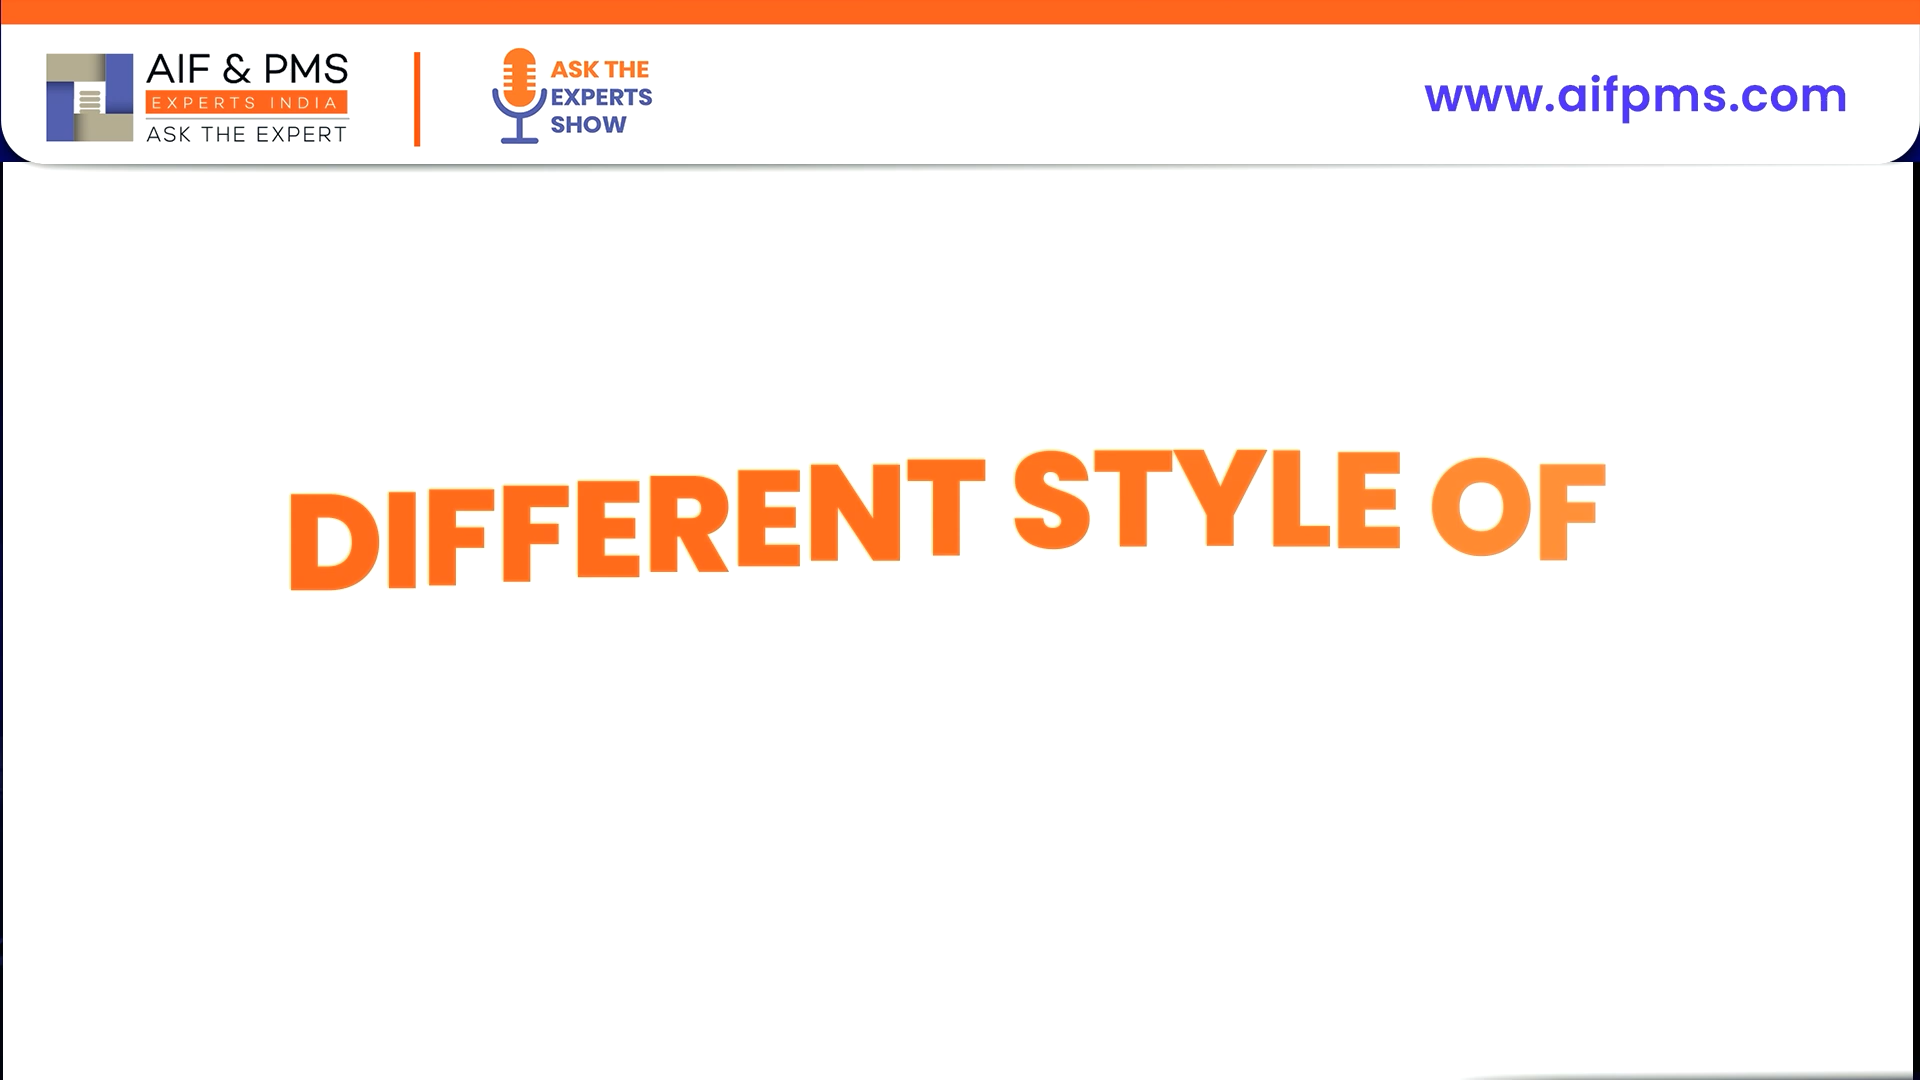 AIF & PMS
EXPERTS INDIA
ASK THE EXPERT
ASK THE
EXPERTS
SHOW
www.aifpms.com
DIFFERENT STYLE OF